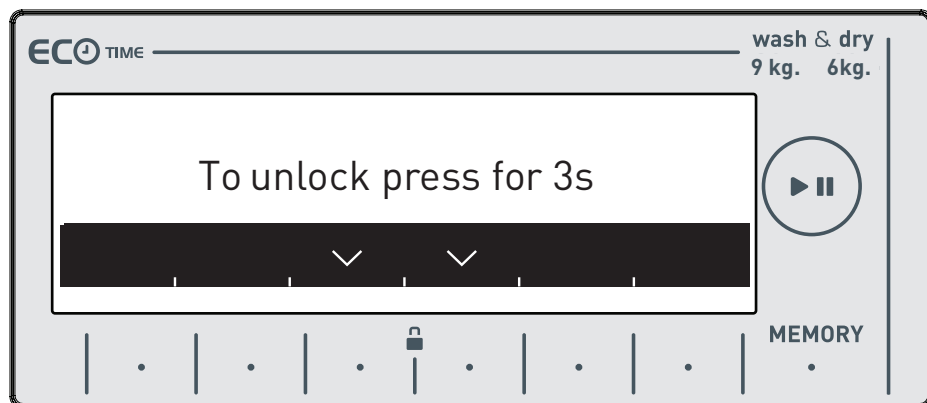 ECO TIME
wash & dry
9 kg. 6kg.
To unlock press for 3s
MEMORY